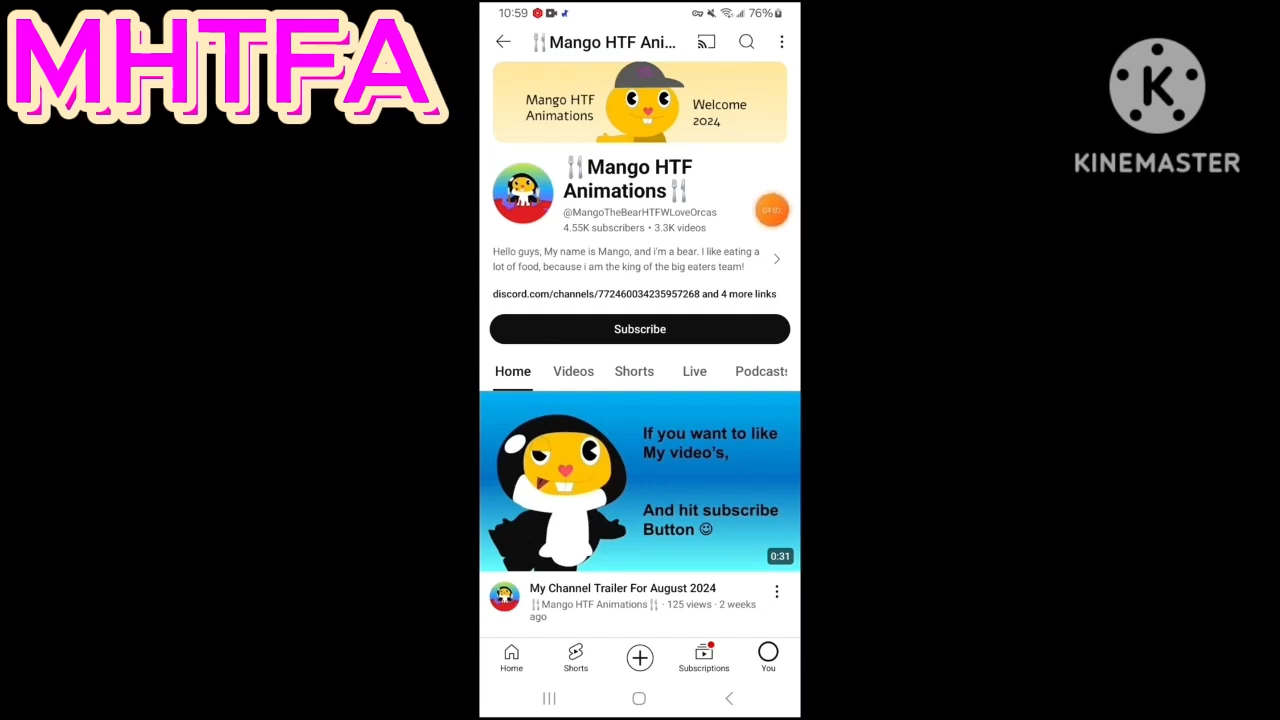 MHTFA
KINEMASTER
10:59
76%
🍴Mango HTF Ani...
Mango HTF
Animations
Welcome
2024
🍴Mango HTF
Animations🍴
@MangoTheBearHTFWLoveOrcas
4.55K subscribers • 3.3K videos
04:02
Hello guys, My name is Mango, and i'm a bear. I like eating a
lot of food, because i am the king of the big eaters team!
discord.com/channels/772460034235957268 and 4 more links
Subscribe
Home Videos Shorts Live Podcasts
If you want to like
My video's,
And hit subscribe
Button ☺
0:31
My Channel Trailer For August 2024
🍴Mango HTF Animations🍴 · 125 views · 2 weeks
ago
Home Shorts Subscriptions You